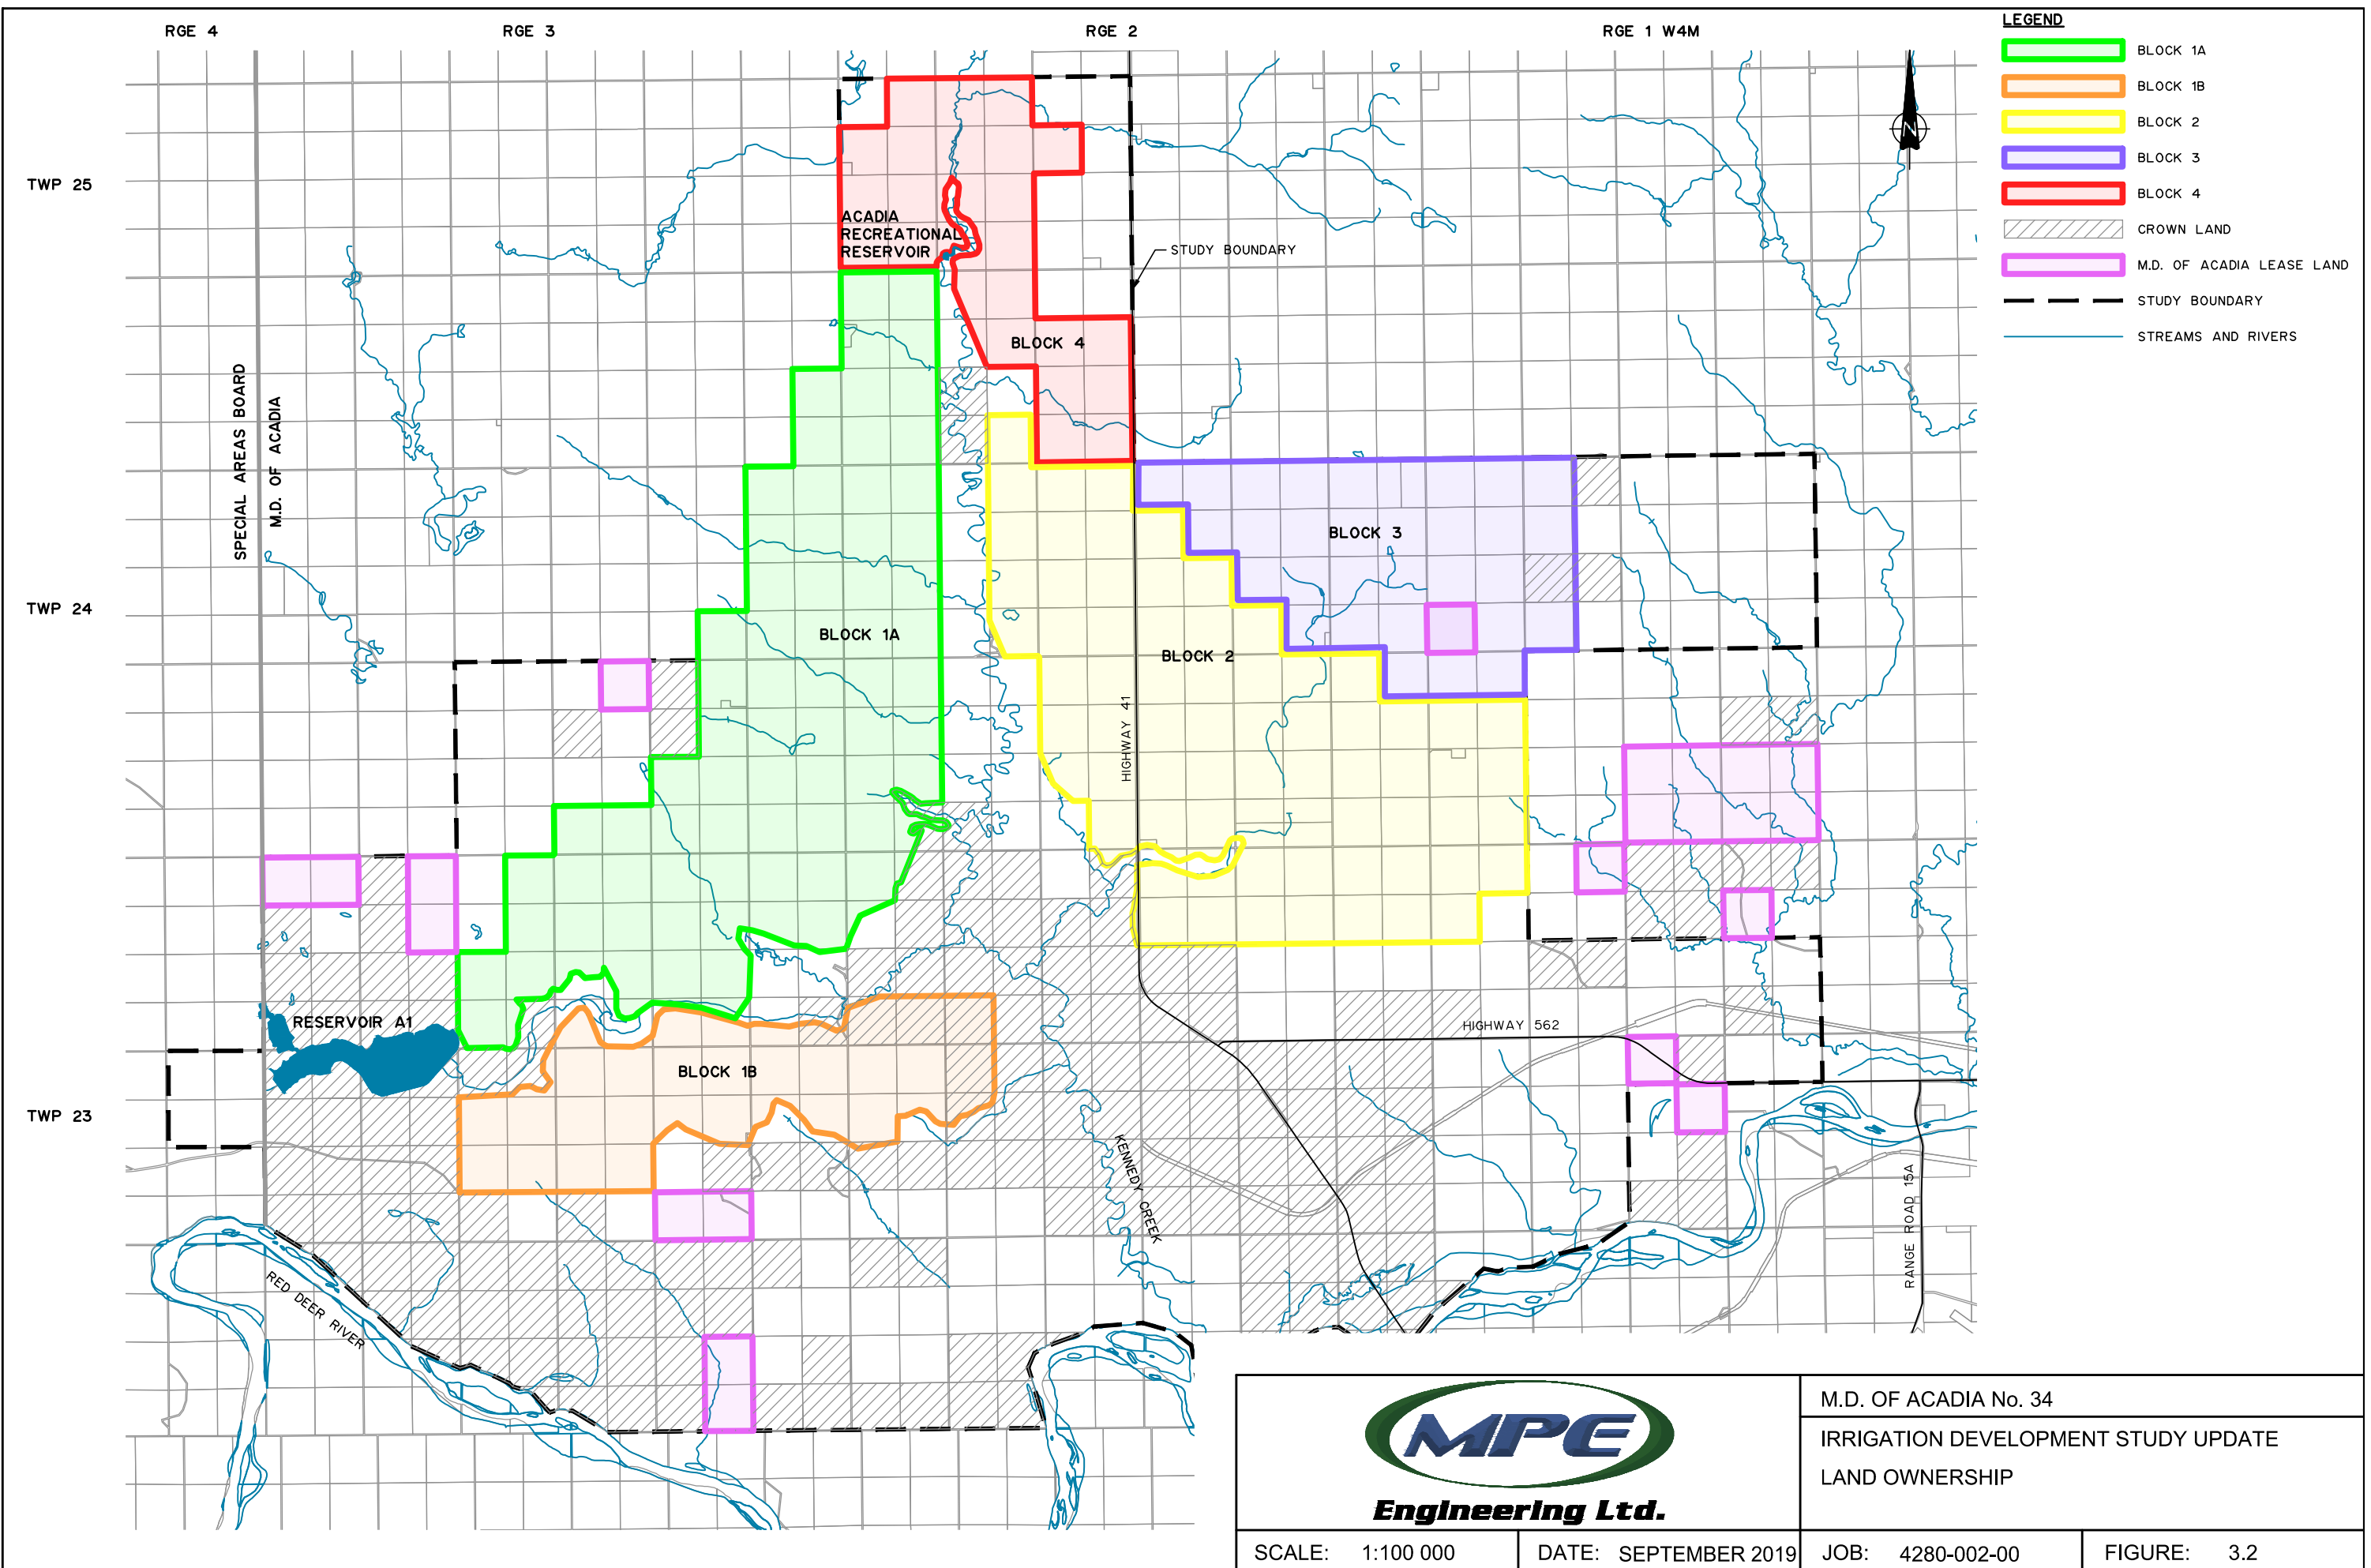 RGE 4
RGE 3
RGE 2
RGE 1 W4M
LEGEND
BLOCK 1A
BLOCK 1B
BLOCK 2
BLOCK 3
BLOCK 4
CROWN LAND
M.D. OF ACADIA LEASE LAND
STUDY BOUNDARY
STREAMS AND RIVERS
N
TWP 25
ACADIA
RECREATIONAL
RESERVOIR
STUDY BOUNDARY
BLOCK 4
SPECIAL AREAS BOARD
M.D. OF ACADIA
BLOCK 3
TWP 24
BLOCK 1A
BLOCK 2
HIGHWAY 41
RESERVOIR A1
HIGHWAY 562
BLOCK 1B
TWP 23
KENNEDY CREEK
RANGE ROAD 15A
RED DEER RIVER
MPE
Engineering Ltd.
M.D. OF ACADIA No. 34
IRRIGATION DEVELOPMENT STUDY UPDATE
LAND OWNERSHIP
SCALE: 1:100 000
DATE: SEPTEMBER 2019
JOB: 4280-002-00
FIGURE: 3.2